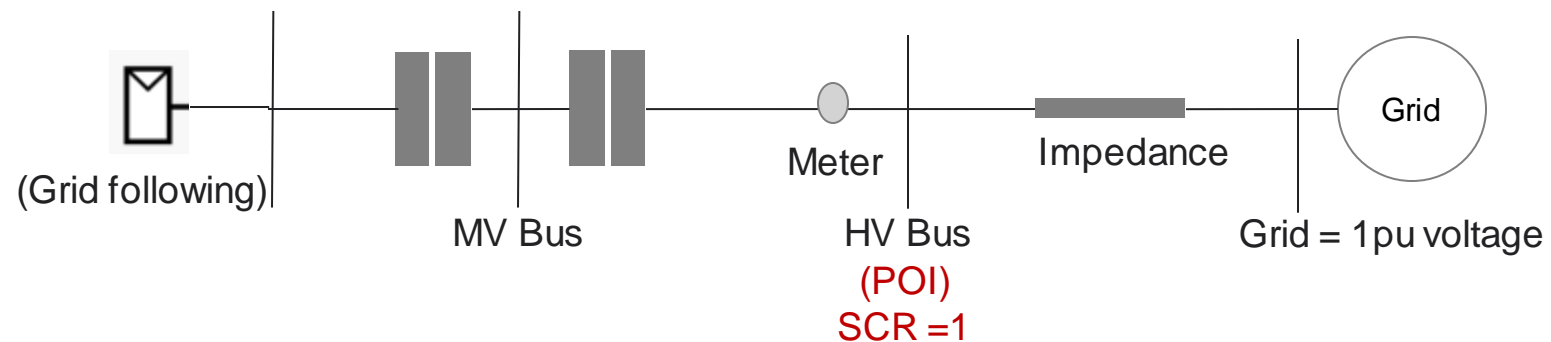 (Grid following)
MV Bus
Meter
HV Bus
(POI)
SCR =1
Impedance
Grid
Grid = 1pu voltage